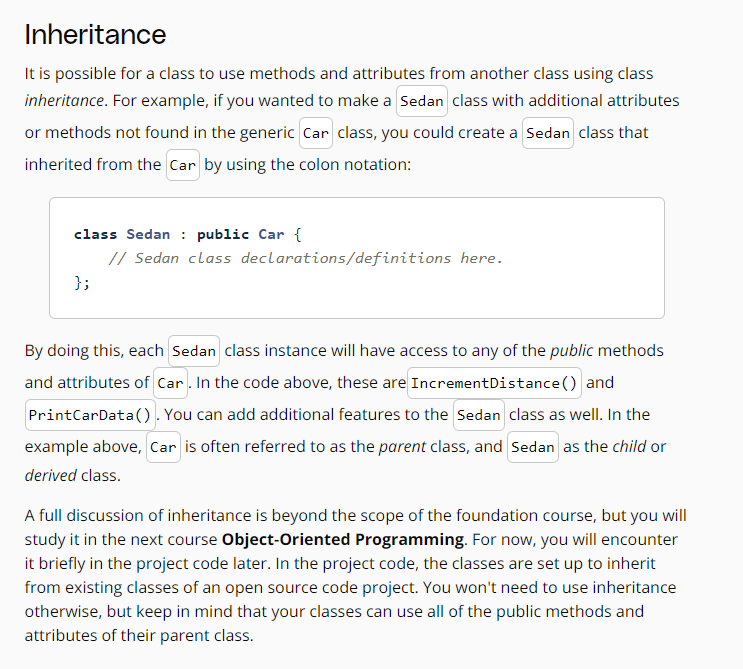 Inheritance
It is possible for a class to use methods and attributes from another class using class
inheritance. For example, if you wanted to make a Sedan class with additional attributes
or methods not found in the generic Car class, you could create a Sedan class that
inherited from the Car by using the colon notation:
class Sedan : public Car {
    // Sedan class declarations/definitions here.
};
By doing this, each Sedan class instance will have access to any of the public methods
and attributes of Car. In the code above, these are IncrementDistance() and
PrintCarData(). You can add additional features to the Sedan class as well. In the
example above, Car is often referred to as the parent class, and Sedan as the child or
derived class.
A full discussion of inheritance is beyond the scope of the foundation course, but you will
study it in the next course Object-Oriented Programming. For now, you will encounter
it briefly in the project code later. In the project code, the classes are set up to inherit
from existing classes of an open source code project. You won't need to use inheritance
otherwise, but keep in mind that your classes can use all of the public methods and
attributes of their parent class.